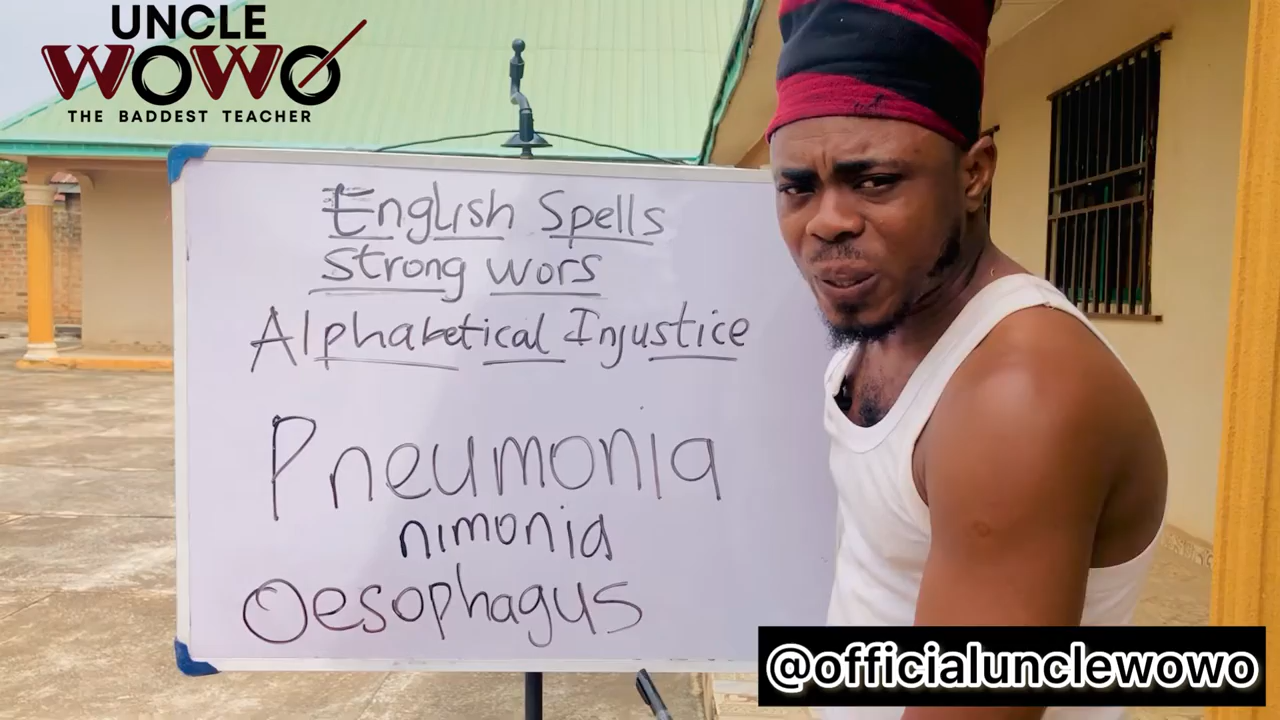 UNCLE
WOWO
THE BADDEST TEACHER
English Spells
Strong wors
Alphabetical Injustice
Pneumonia
nimonia
Oesophagus
@officialunclewowo